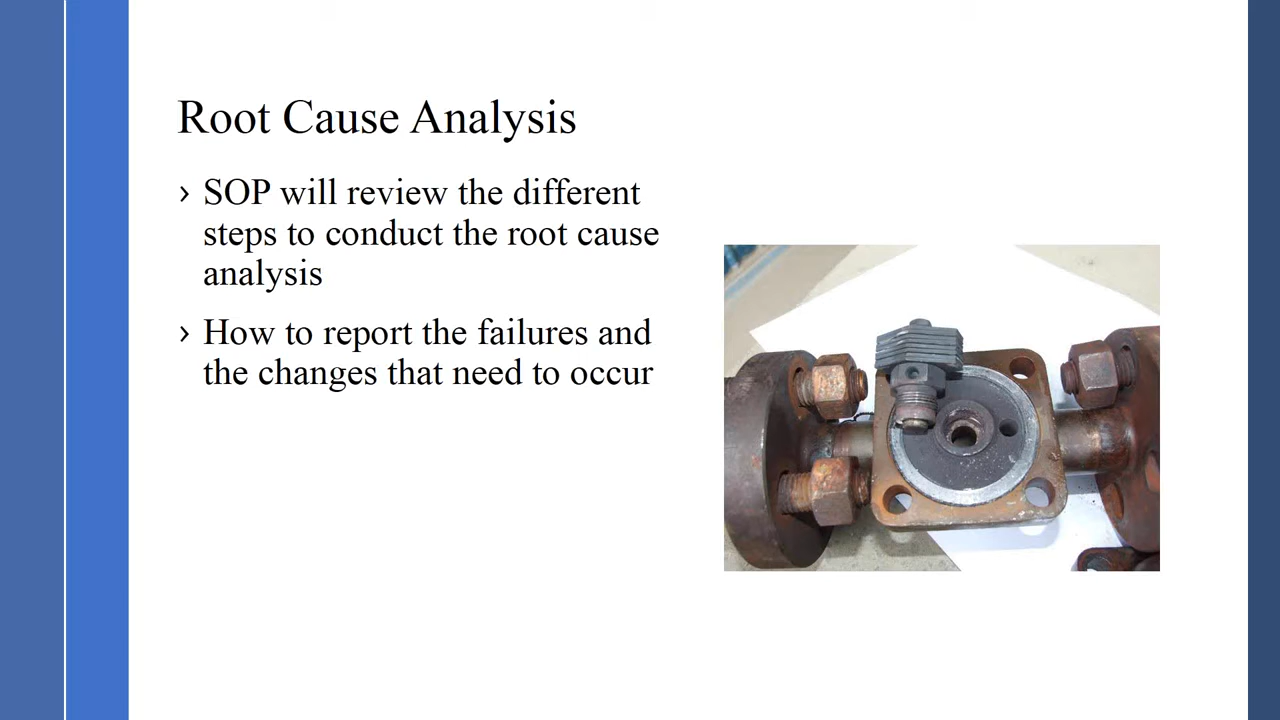 Root Cause Analysis
› SOP will review the different
steps to conduct the root cause
analysis
› How to report the failures and
the changes that need to occur